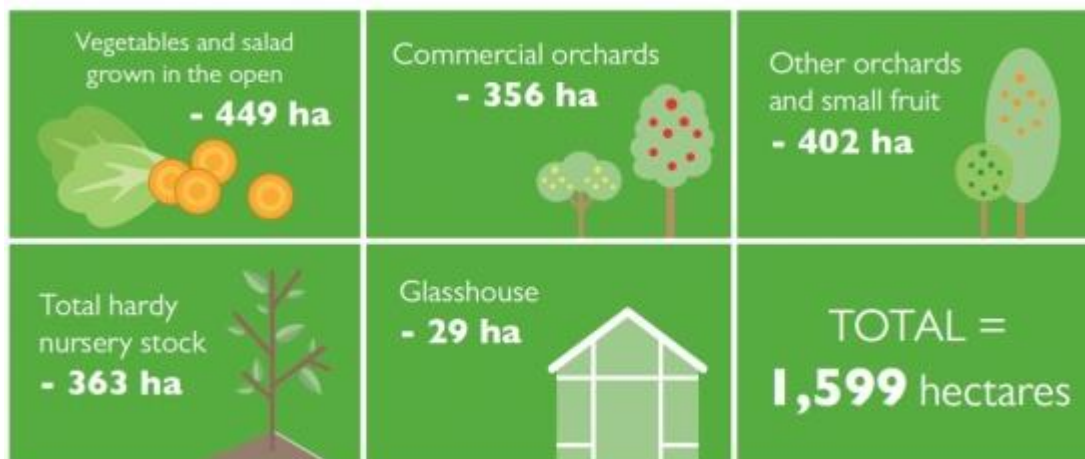 Vegetables and salad
grown in the open
- 449 ha
Commercial orchards
- 356 ha
Other orchards
and small fruit
- 402 ha
Total hardy
nursery stock
- 363 ha
Glasshouse
- 29 ha
TOTAL =
1,599 hectares